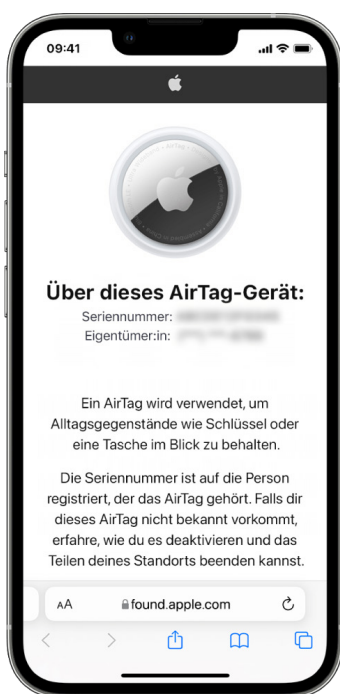 09:41
Über dieses AirTag-Gerät:
Seriennummer:
Eigentümer:in:
Ein AirTag wird verwendet, um
Alltagsgegenstände wie Schlüssel oder
eine Tasche im Blick zu behalten.
Die Seriennummer ist auf die Person
registriert, der das AirTag gehört. Falls dir
dieses AirTag nicht bekannt vorkommt,
erfahre, wie du es deaktivieren und das
Teilen deines Standorts beenden kannst.
AA
found.apple.com